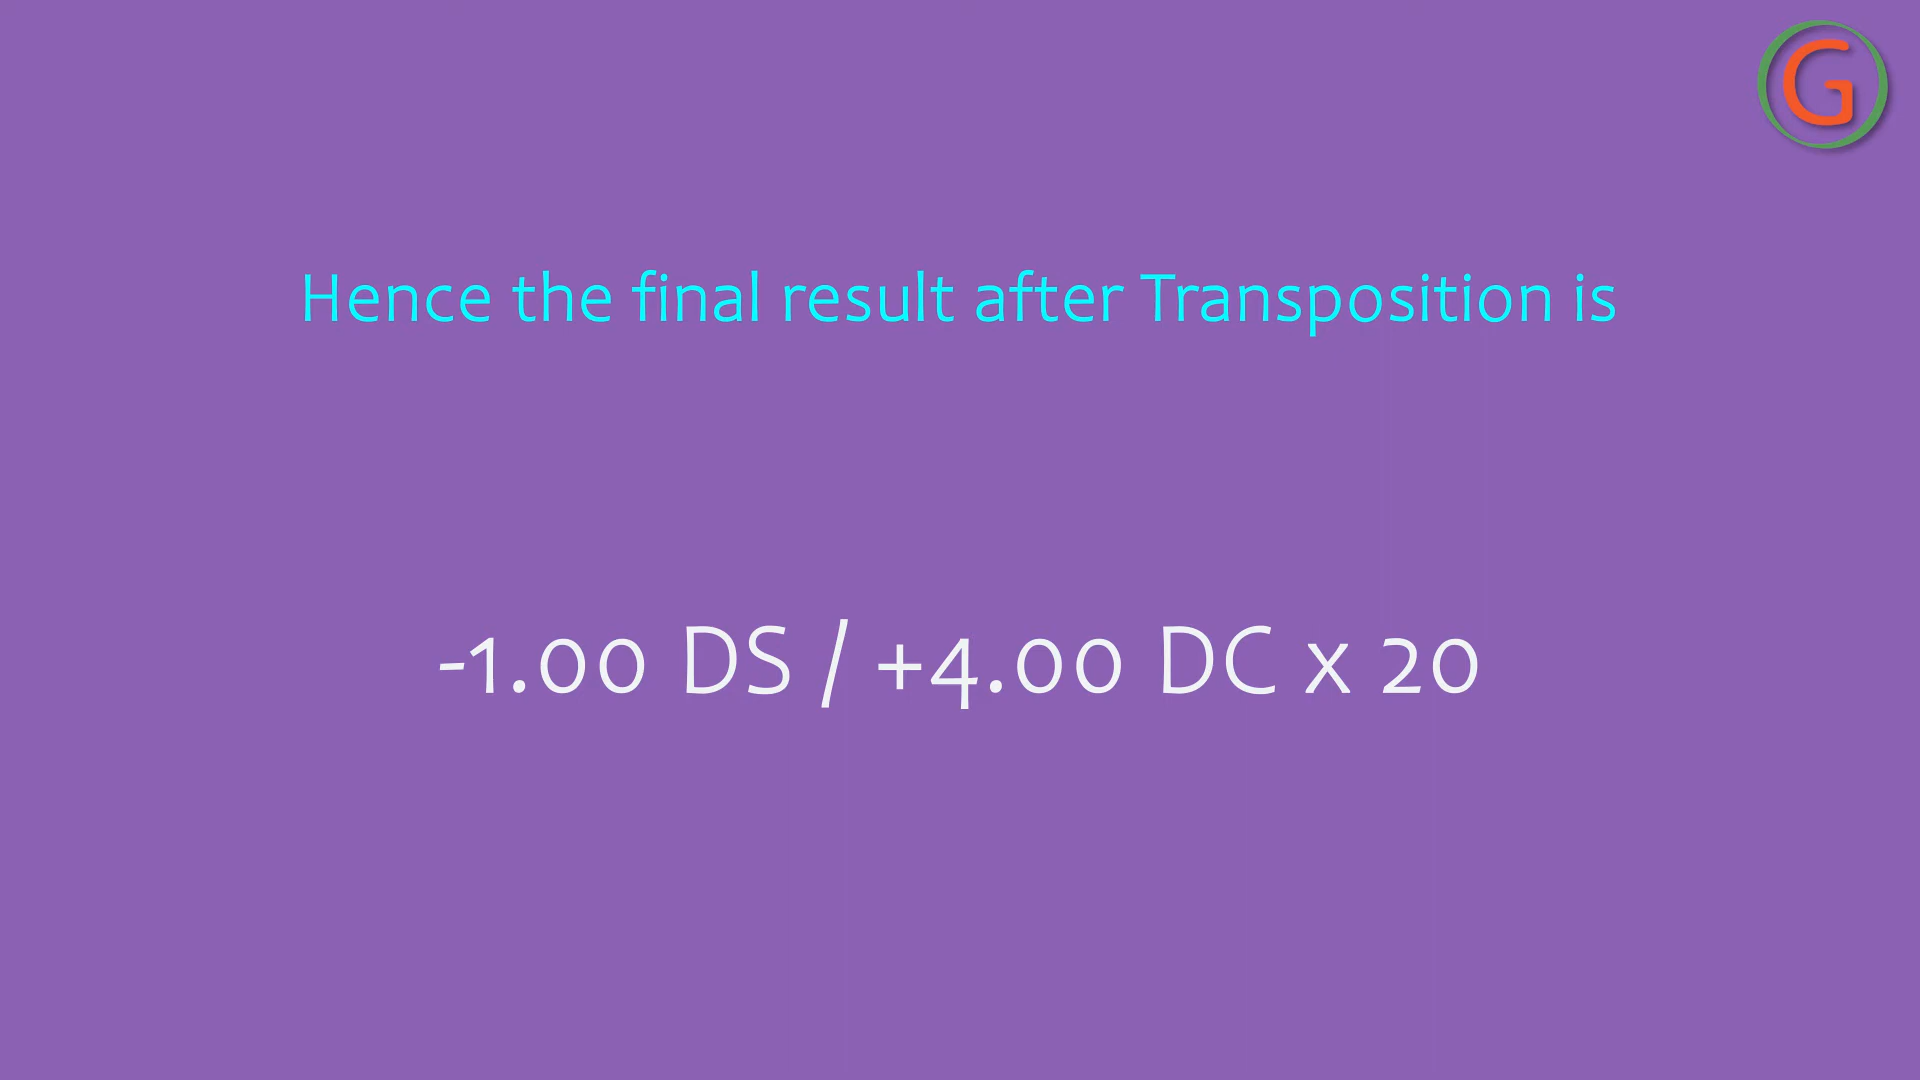 G
Hence the final result after Transposition is
-1.00 DS / +4.00 DC x 20